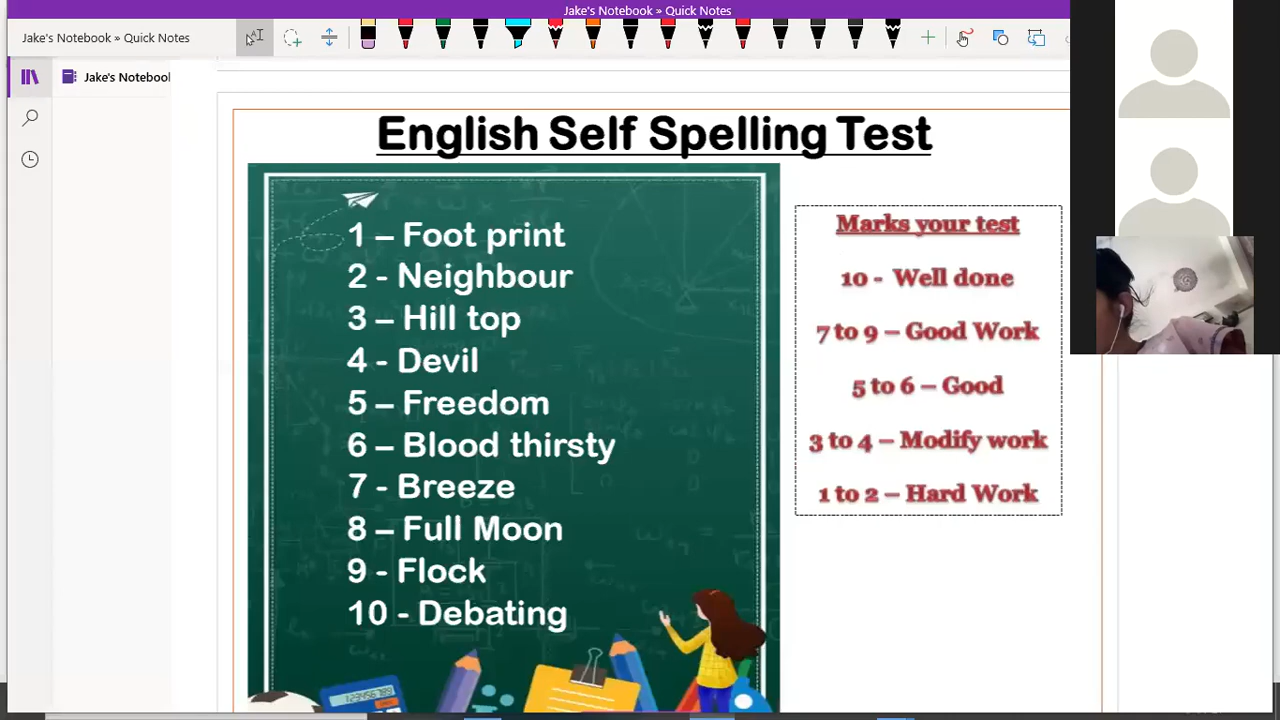 Jake's Notebook » Quick Notes
Jake's Notebook » Quick Notes
Jake's Notebool
English Self Spelling Test
1 – Foot print
2 - Neighbour
3 – Hill top
4 - Devil
5 – Freedom
6 – Blood thirsty
7 - Breeze
8 – Full Moon
9 - Flock
10 - Debating
Marks your test
10 - Well done
7 to 9 – Good Work
5 to 6 – Good
3 to 4 – Modify work
1 to 2 – Hard Work